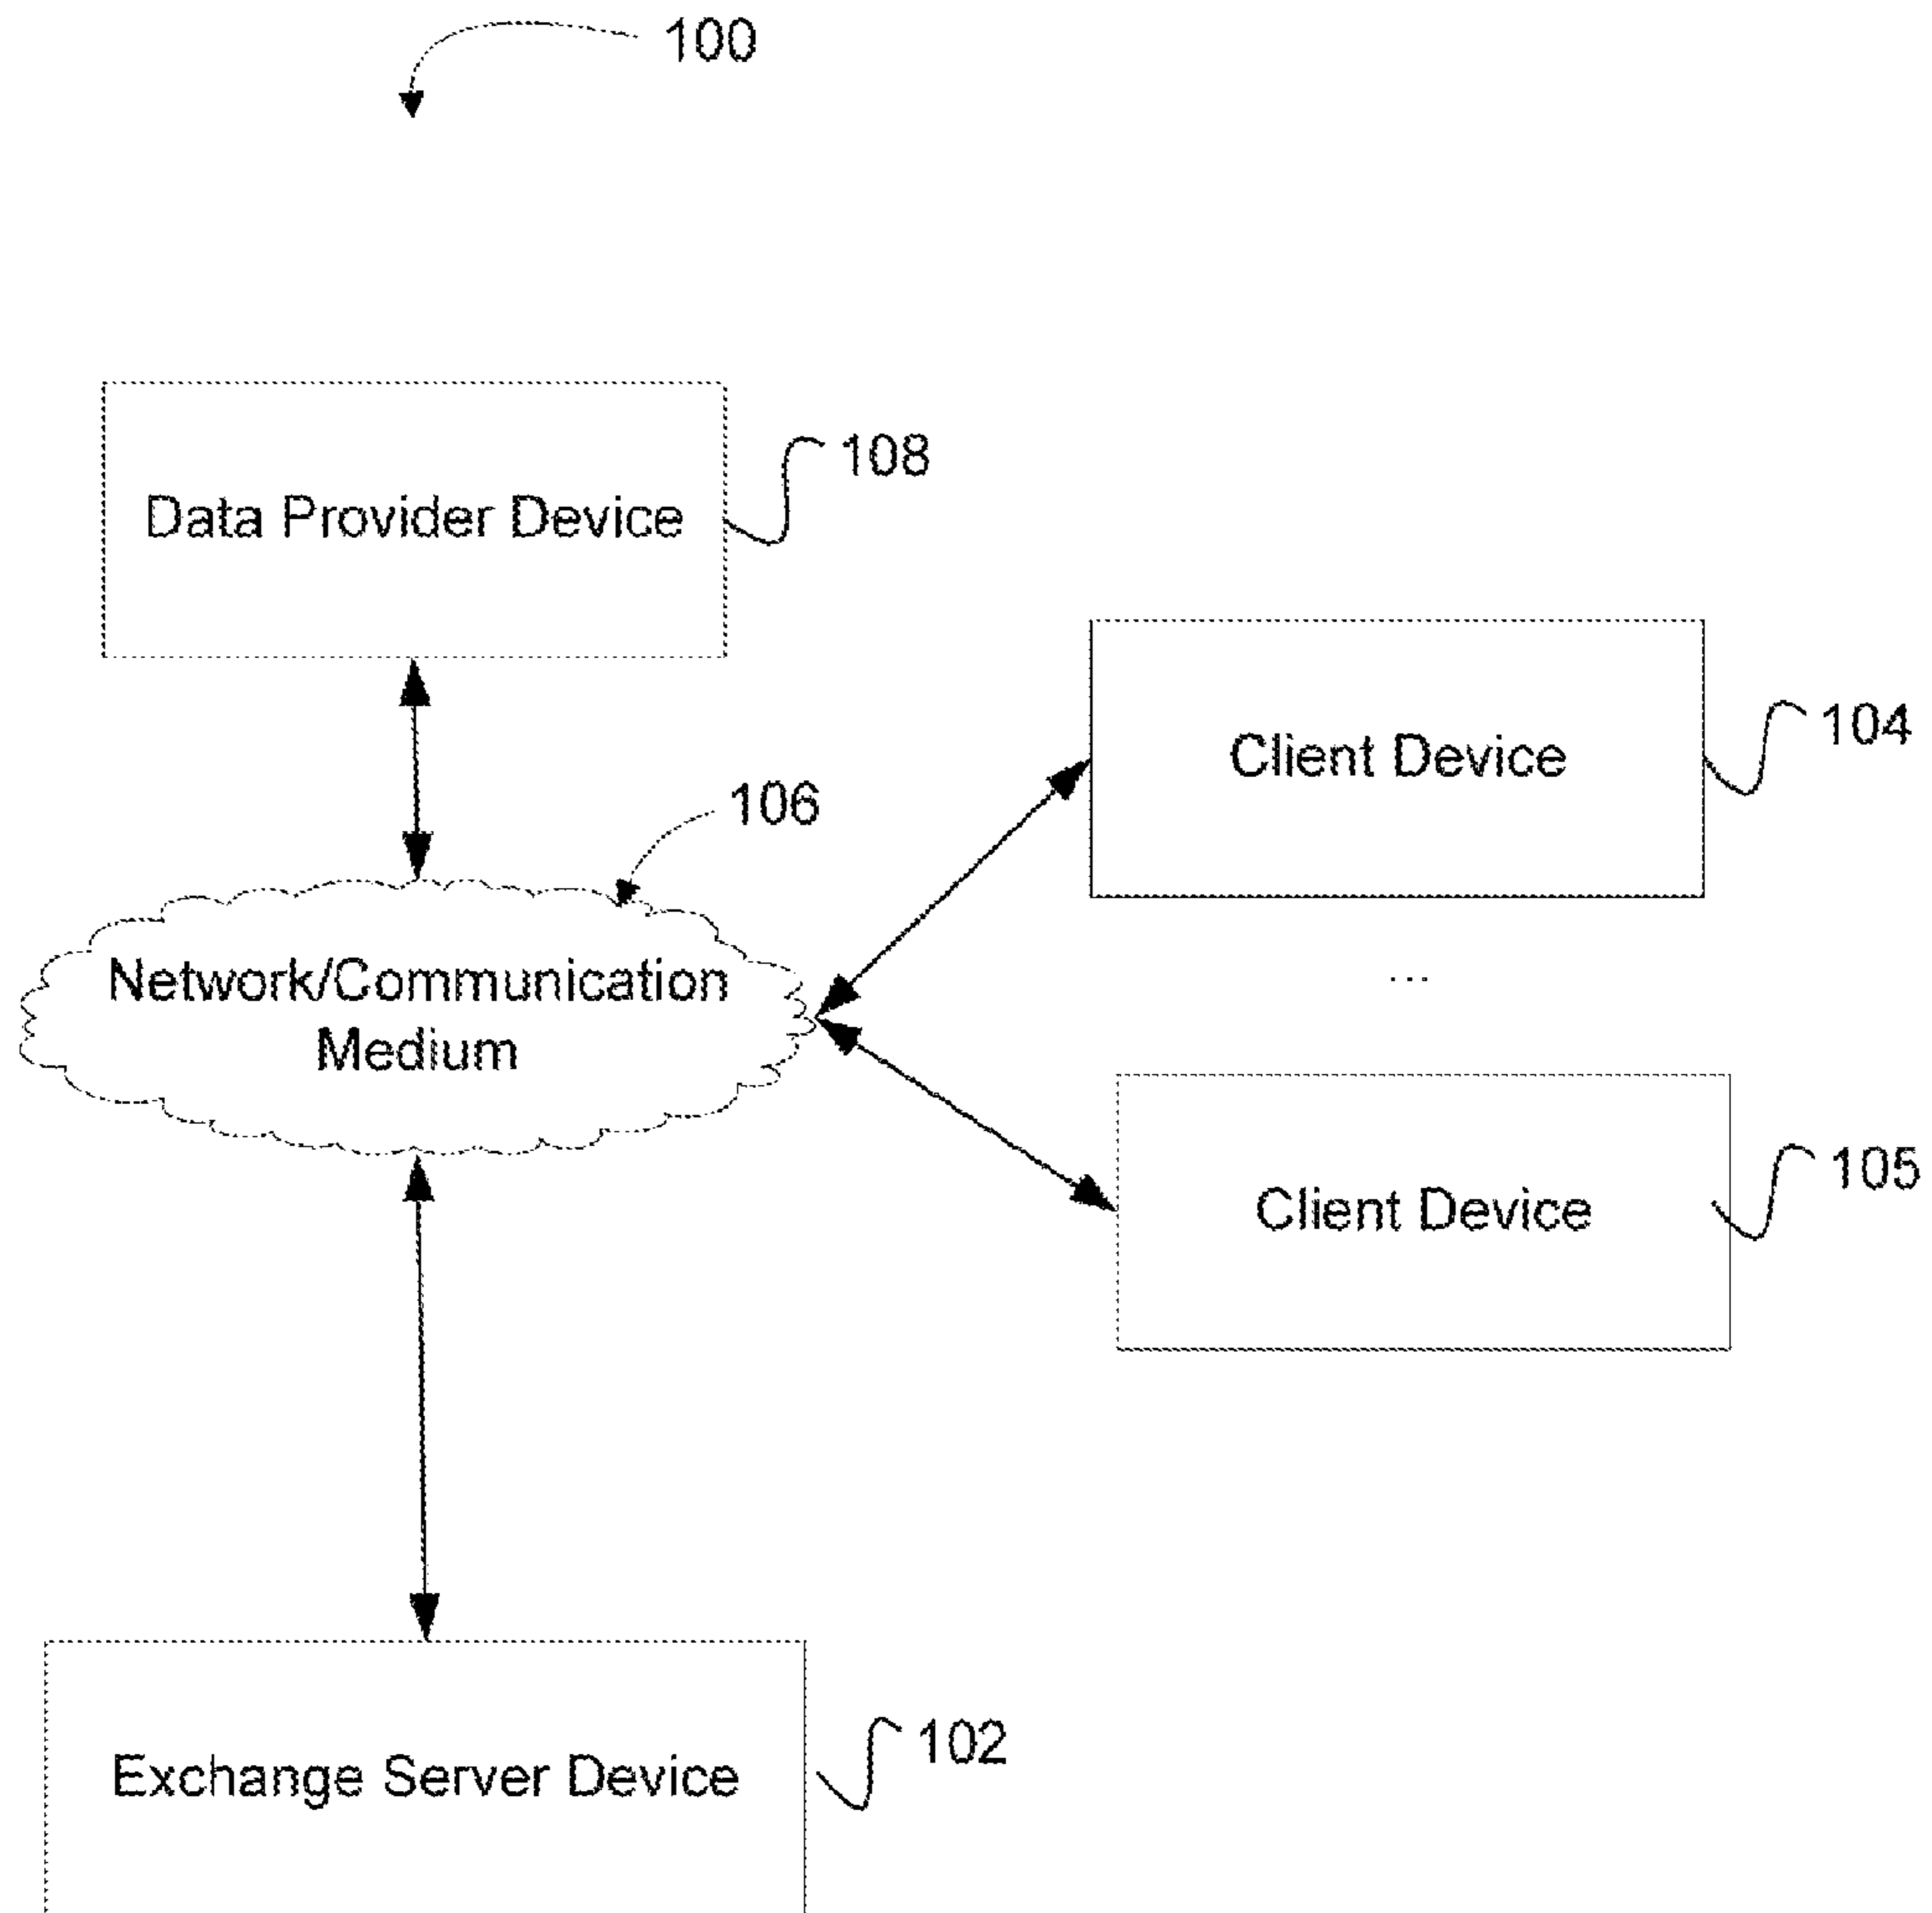 100
Data Provider Device
108
Client Device
104
106
Network/Communication
Medium
...
Client Device
105
Exchange Server Device
102